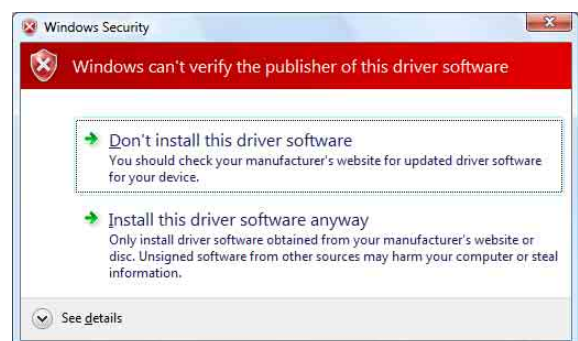 Windows Security
Windows can't verify the publisher of this driver software
Don't install this driver software
You should check your manufacturer's website for updated driver software
for your device.
Install this driver software anyway
Only install driver software obtained from your manufacturer's website or
disc. Unsigned software from other sources may harm your computer or steal
information.
See details